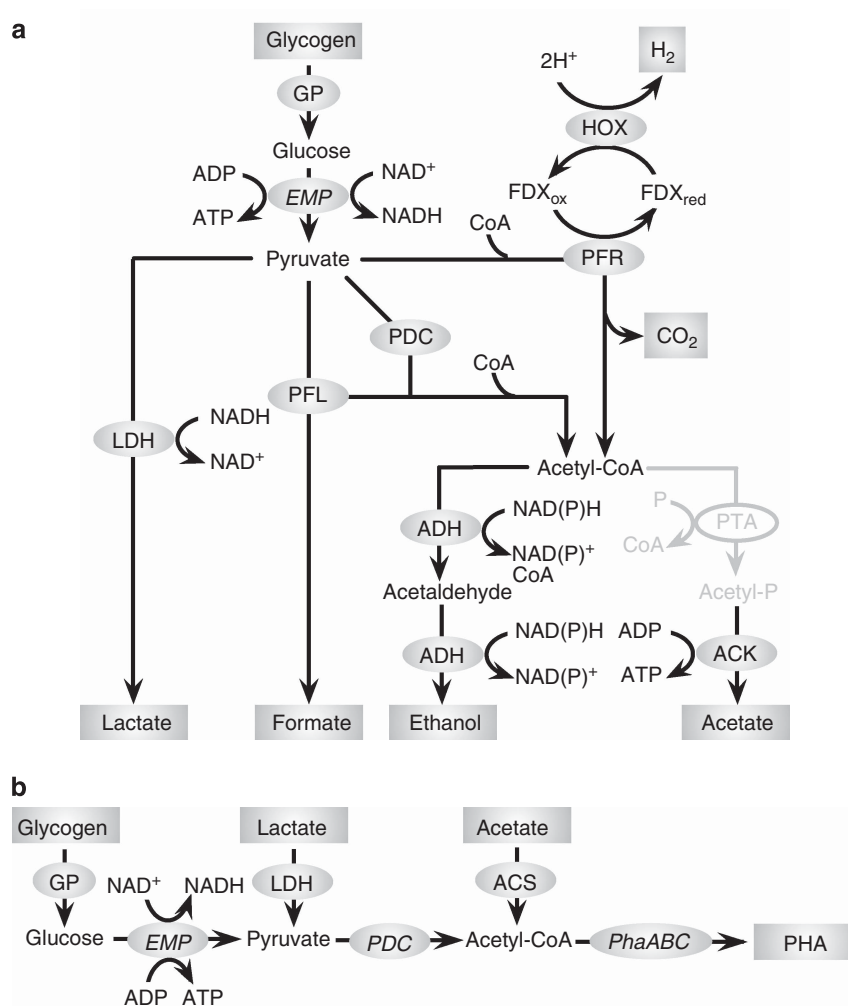 a
Glycogen
H2
2H+
GP
HOX
Glucose
ADP
NAD+
EMP
FDXox
FDXred
ATP
NADH
CoA
Pyruvate
PFR
PDC
CO2
CoA
PFL
NADH
LDH
NAD+
Acetyl-CoA
NAD(P)H
P
ADH
PTA
NAD(P)+
CoA
CoA
Acetaldehyde
Acetyl-P
NAD(P)H
ADP
ADH
ACK
NAD(P)+
ATP
Lactate
Formate
Ethanol
Acetate
b
Glycogen
Lactate
Acetate
GP
NAD+
NADH
LDH
ACS
Glucose
EMP
Pyruvate
PDC
Acetyl-CoA
PhaABC
PHA
ADP
ATP